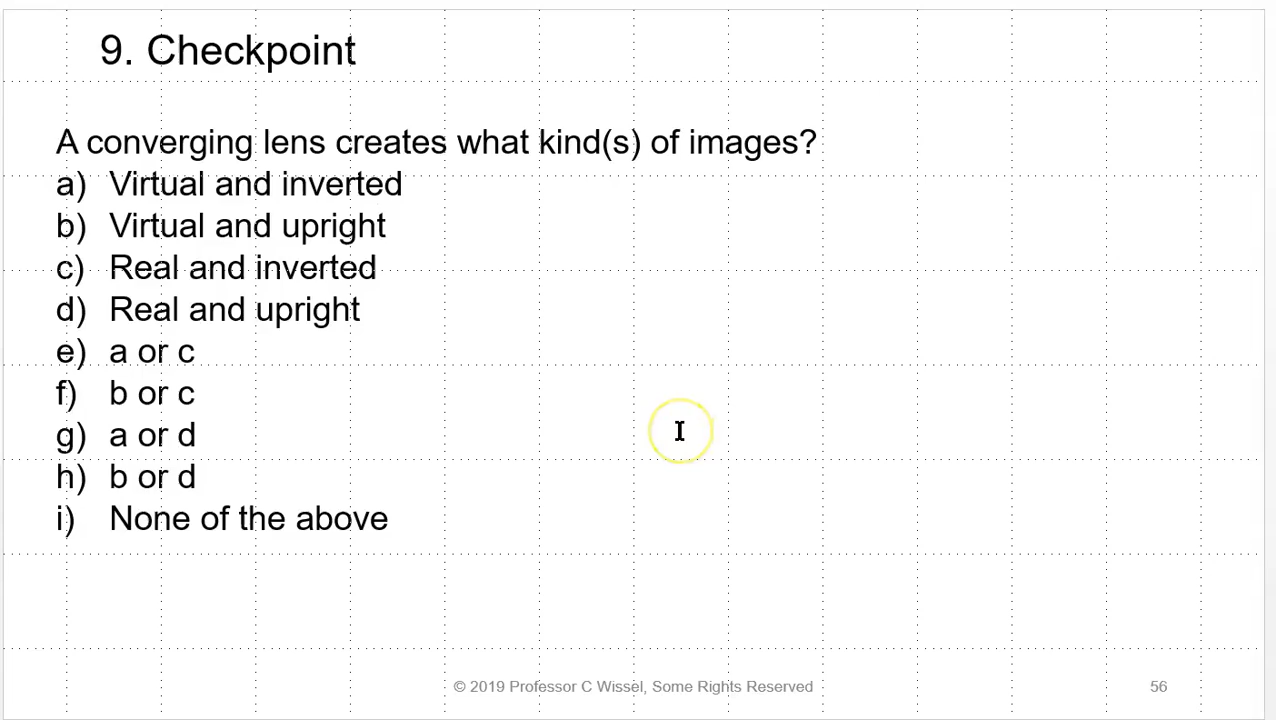 9. Checkpoint
A converging lens creates what kind(s) of images?
a) Virtual and inverted
b) Virtual and upright
c) Real and inverted
d) Real and upright
e) a or c
f) b or c
g) a or d
h) b or d
i) None of the above
© 2019 Professor C Wissel, Some Rights Reserved
56